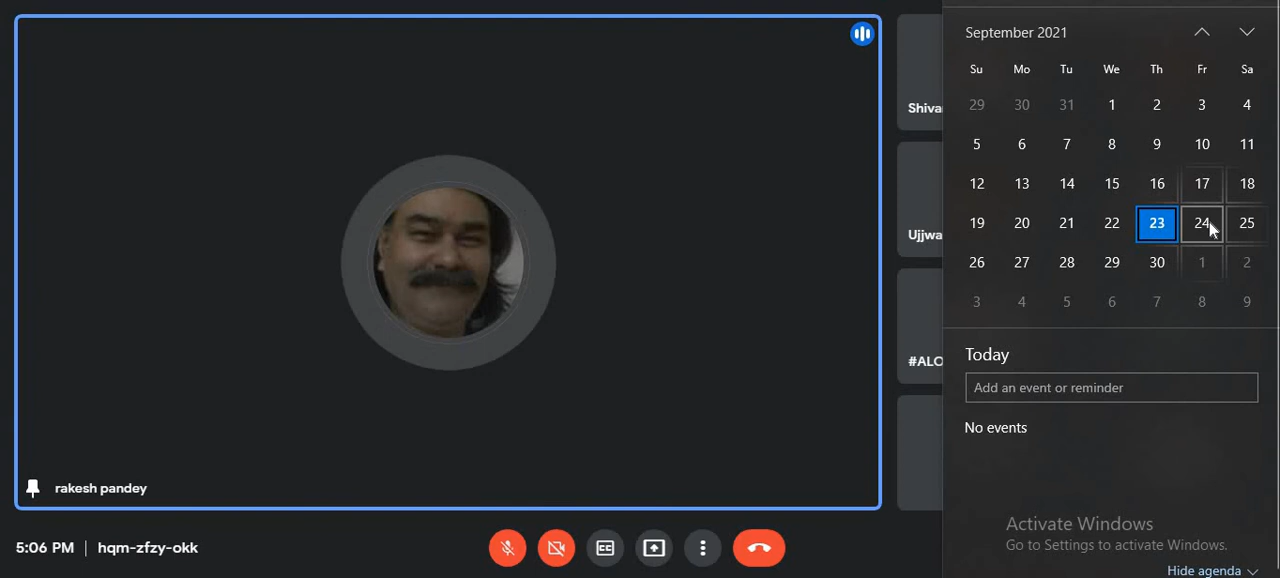 rakesh pandey
5:06 PM | hqm-zfzy-okk
CC
Shiva
Ujjwa
#ALO
September 2021
Su Mo Tu We Th Fr Sa
29 30 31 1 2 3 4
5 6 7 8 9 10 11
12 13 14 15 16 17 18
19 20 21 22 23 24 25
26 27 28 29 30 1 2
3 4 5 6 7 8 9
Today
Add an event or reminder
No events
Activate Windows
Go to Settings to activate Windows.
Hide agenda